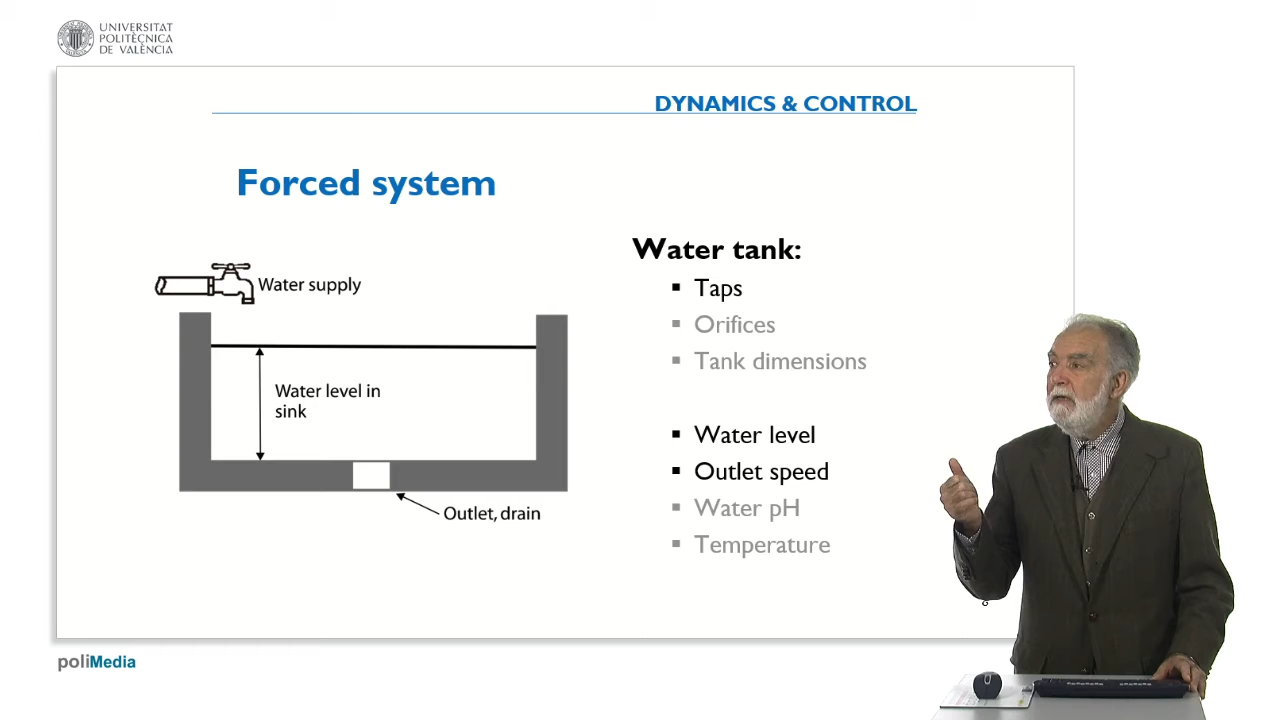 UNIVERSITAT
POLITÈCNICA
DE VALÈNCIA
DYNAMICS & CONTROL
Forced system
Water supply
Water level in
sink
Outlet, drain
Water tank:
▪ Taps
▪ Orifices
▪ Tank dimensions
▪ Water level
▪ Outlet speed
▪ Water pH
▪ Temperature
poliMedia